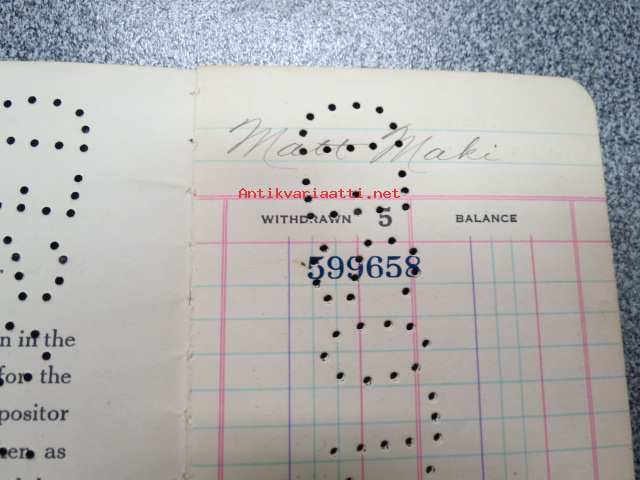 Matt Maki
Antikvariaatti.net
WITHDRAWN 5 BALANCE
599658
n in the
for the
positor
en as